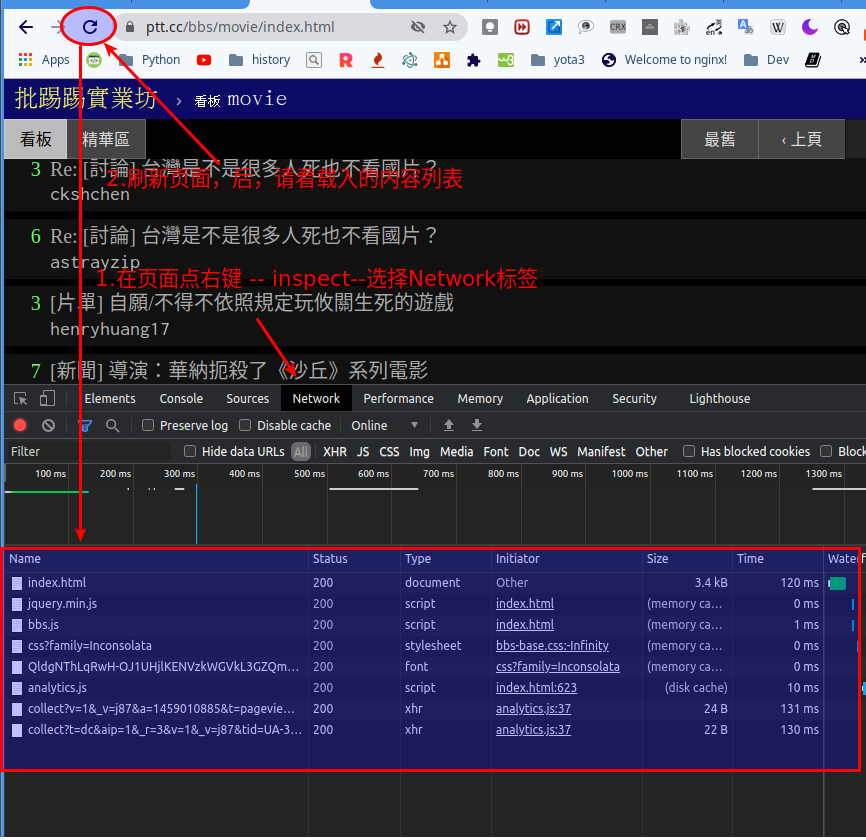 ptt.cc/bbs/movie/index.html
Apps Python history yota3 Welcome to nginx! Dev
批踢踢實業坊 › 看板 movie
看板 精華區 最舊 ‹ 上頁
3 Re: [討論] 台灣是不是很多人死也不看國片？
2.刷新页面，后，请看载入的内容列表
ckshchen
6 Re: [討論] 台灣是不是很多人死也不看國片？
astrayzip
1.在页面点右键 -- inspect--选择Network标签
3 [片單] 自願/不得不依照規定玩攸關生死的遊戲
henryhuang17
7 [新聞] 導演：華納扼殺了《沙丘》系列電影
Elements Console Sources Network Performance Memory Application Security Lighthouse
Preserve log Disable cache Online
Filter Hide data URLs All XHR JS CSS Img Media Font Doc WS Manifest Other Has blocked cookies Block
100 ms 200 ms 300 ms 400 ms 500 ms 600 ms 700 ms 800 ms 900 ms 1000 ms 1100 ms 1200 ms 1300 ms
Name Status Type Initiator Size Time Waterf
index.html 200 document Other 3.4 kB 120 ms
jquery.min.js 200 script index.html (memory ca… 0 ms
bbs.js 200 script index.html (memory ca… 1 ms
css?family=Inconsolata 200 stylesheet bbs-base.css:-Infinity (memory ca… 0 ms
QldgNThLqRwH-OJ1UHjlKENVzkWGVkL3GZQm… 200 font css?family=Inconsolata (memory ca… 0 ms
analytics.js 200 script index.html:623 (disk cache) 10 ms
collect?v=1&_v=j87&a=1459010885&t=pagevie… 200 xhr analytics.js:37 24 B 131 ms
collect?t=dc&aip=1&_r=3&v=1&_v=j87&tid=UA-3… 200 xhr analytics.js:37 22 B 130 ms